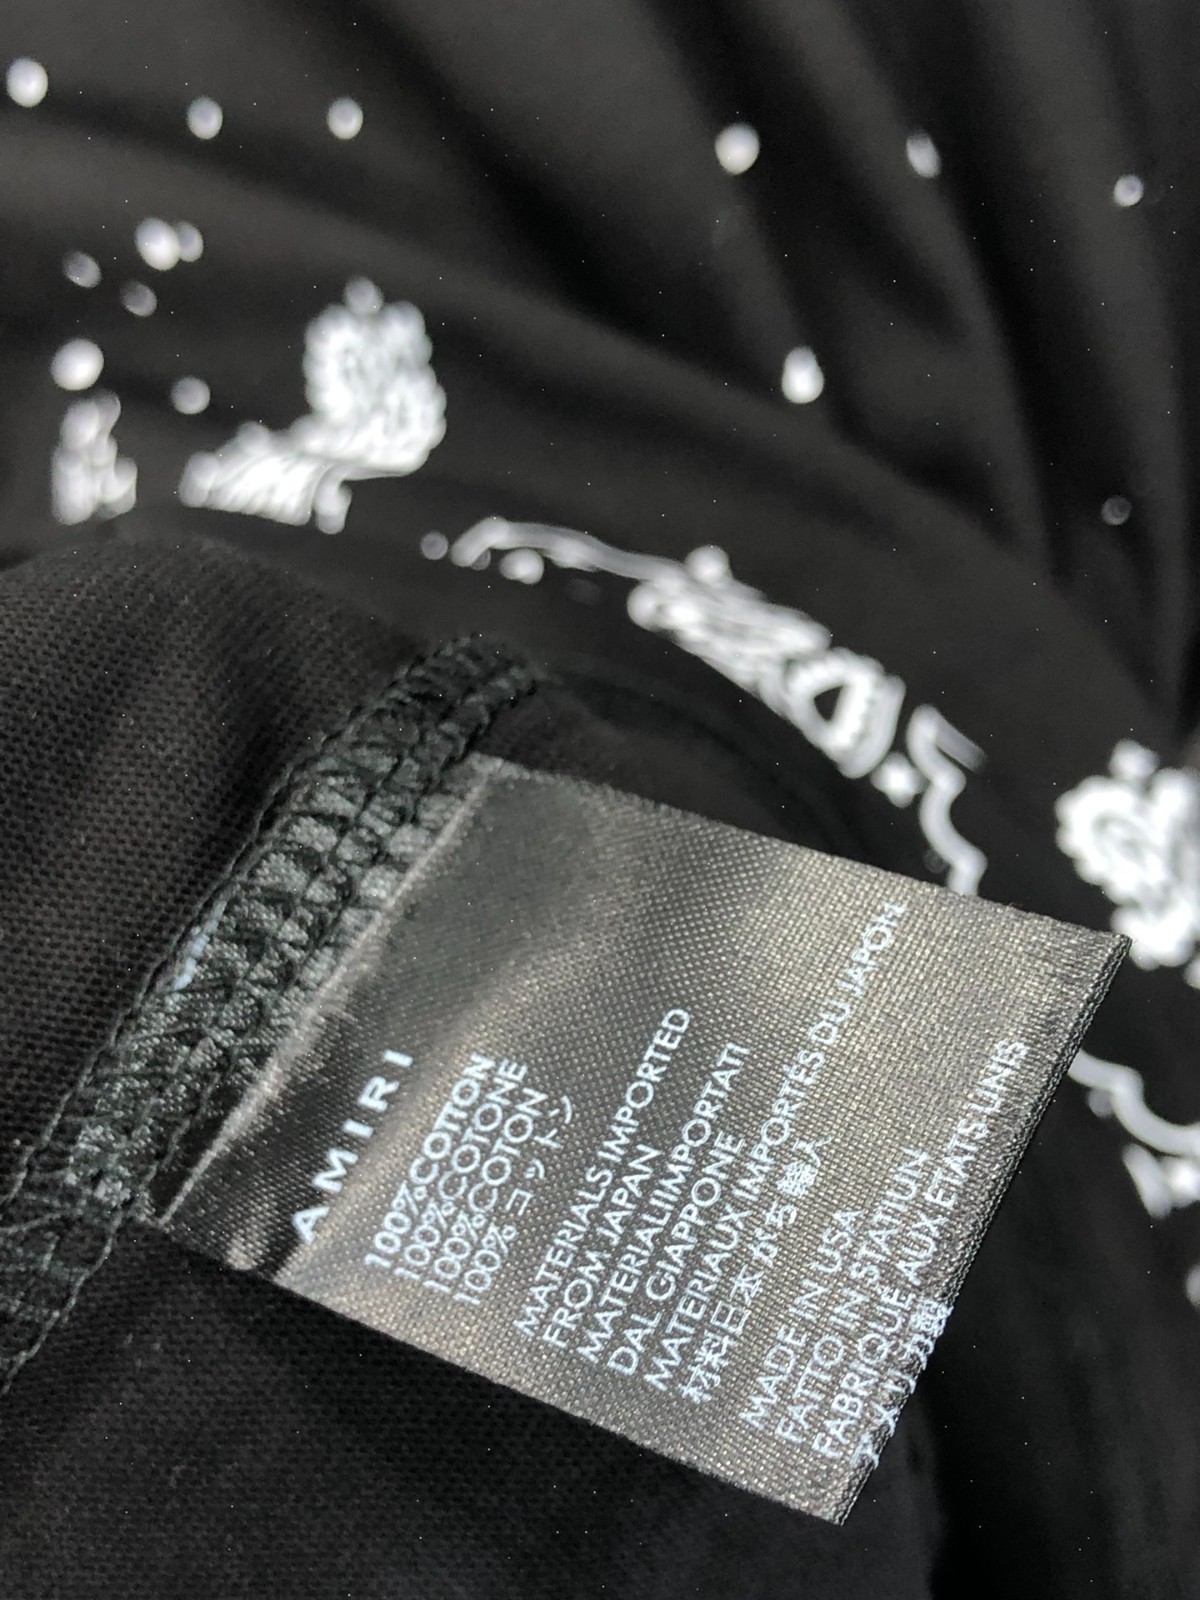 AMIRI
100%COTTON
100%COTONE
100%COTON
100% コットン
MATERIALS IMPORTED
FROM JAPAN
MATERIALI IMPORTATI
DAL GIAPPONE
MATERIAUX IMPORTES DU JAPON
材料日本から輸入
MADE IN USA
FATTO IN STATI UN
FABRIQUE AUX ÉTATS UNIS